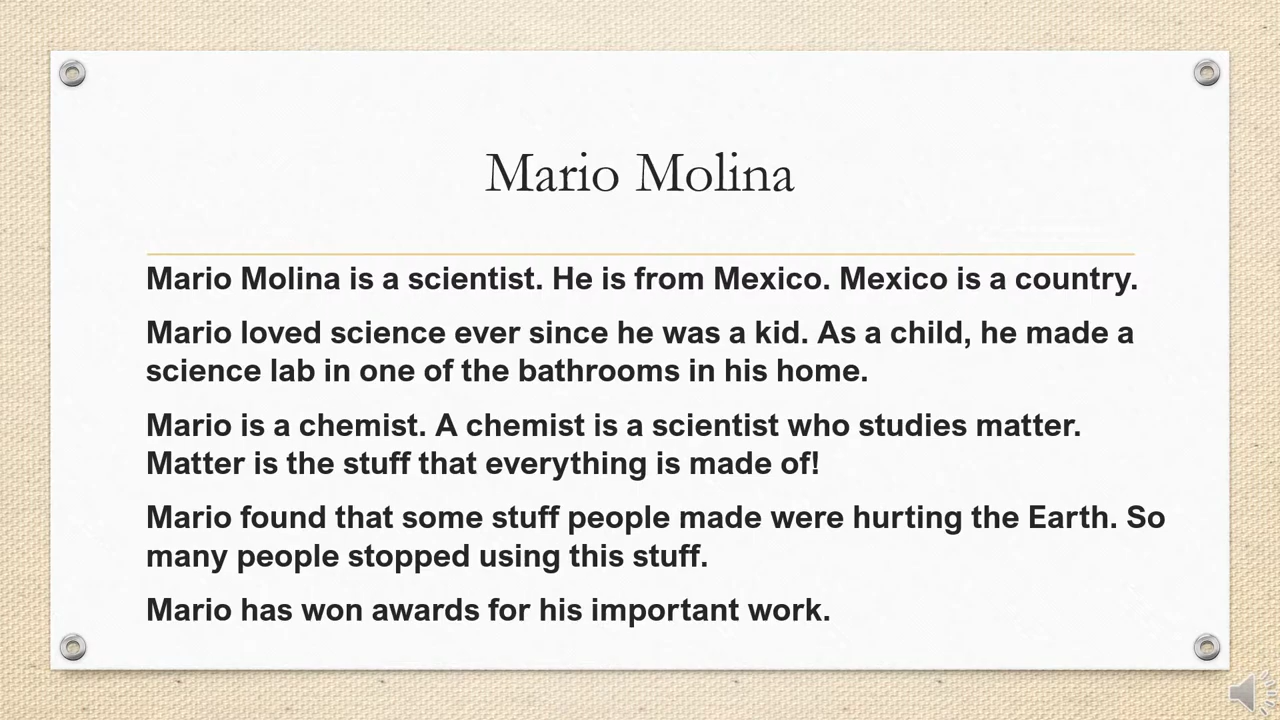 Mario Molina
Mario Molina is a scientist. He is from Mexico. Mexico is a country.
Mario loved science ever since he was a kid. As a child, he made a
science lab in one of the bathrooms in his home.
Mario is a chemist. A chemist is a scientist who studies matter.
Matter is the stuff that everything is made of!
Mario found that some stuff people made were hurting the Earth. So
many people stopped using this stuff.
Mario has won awards for his important work.